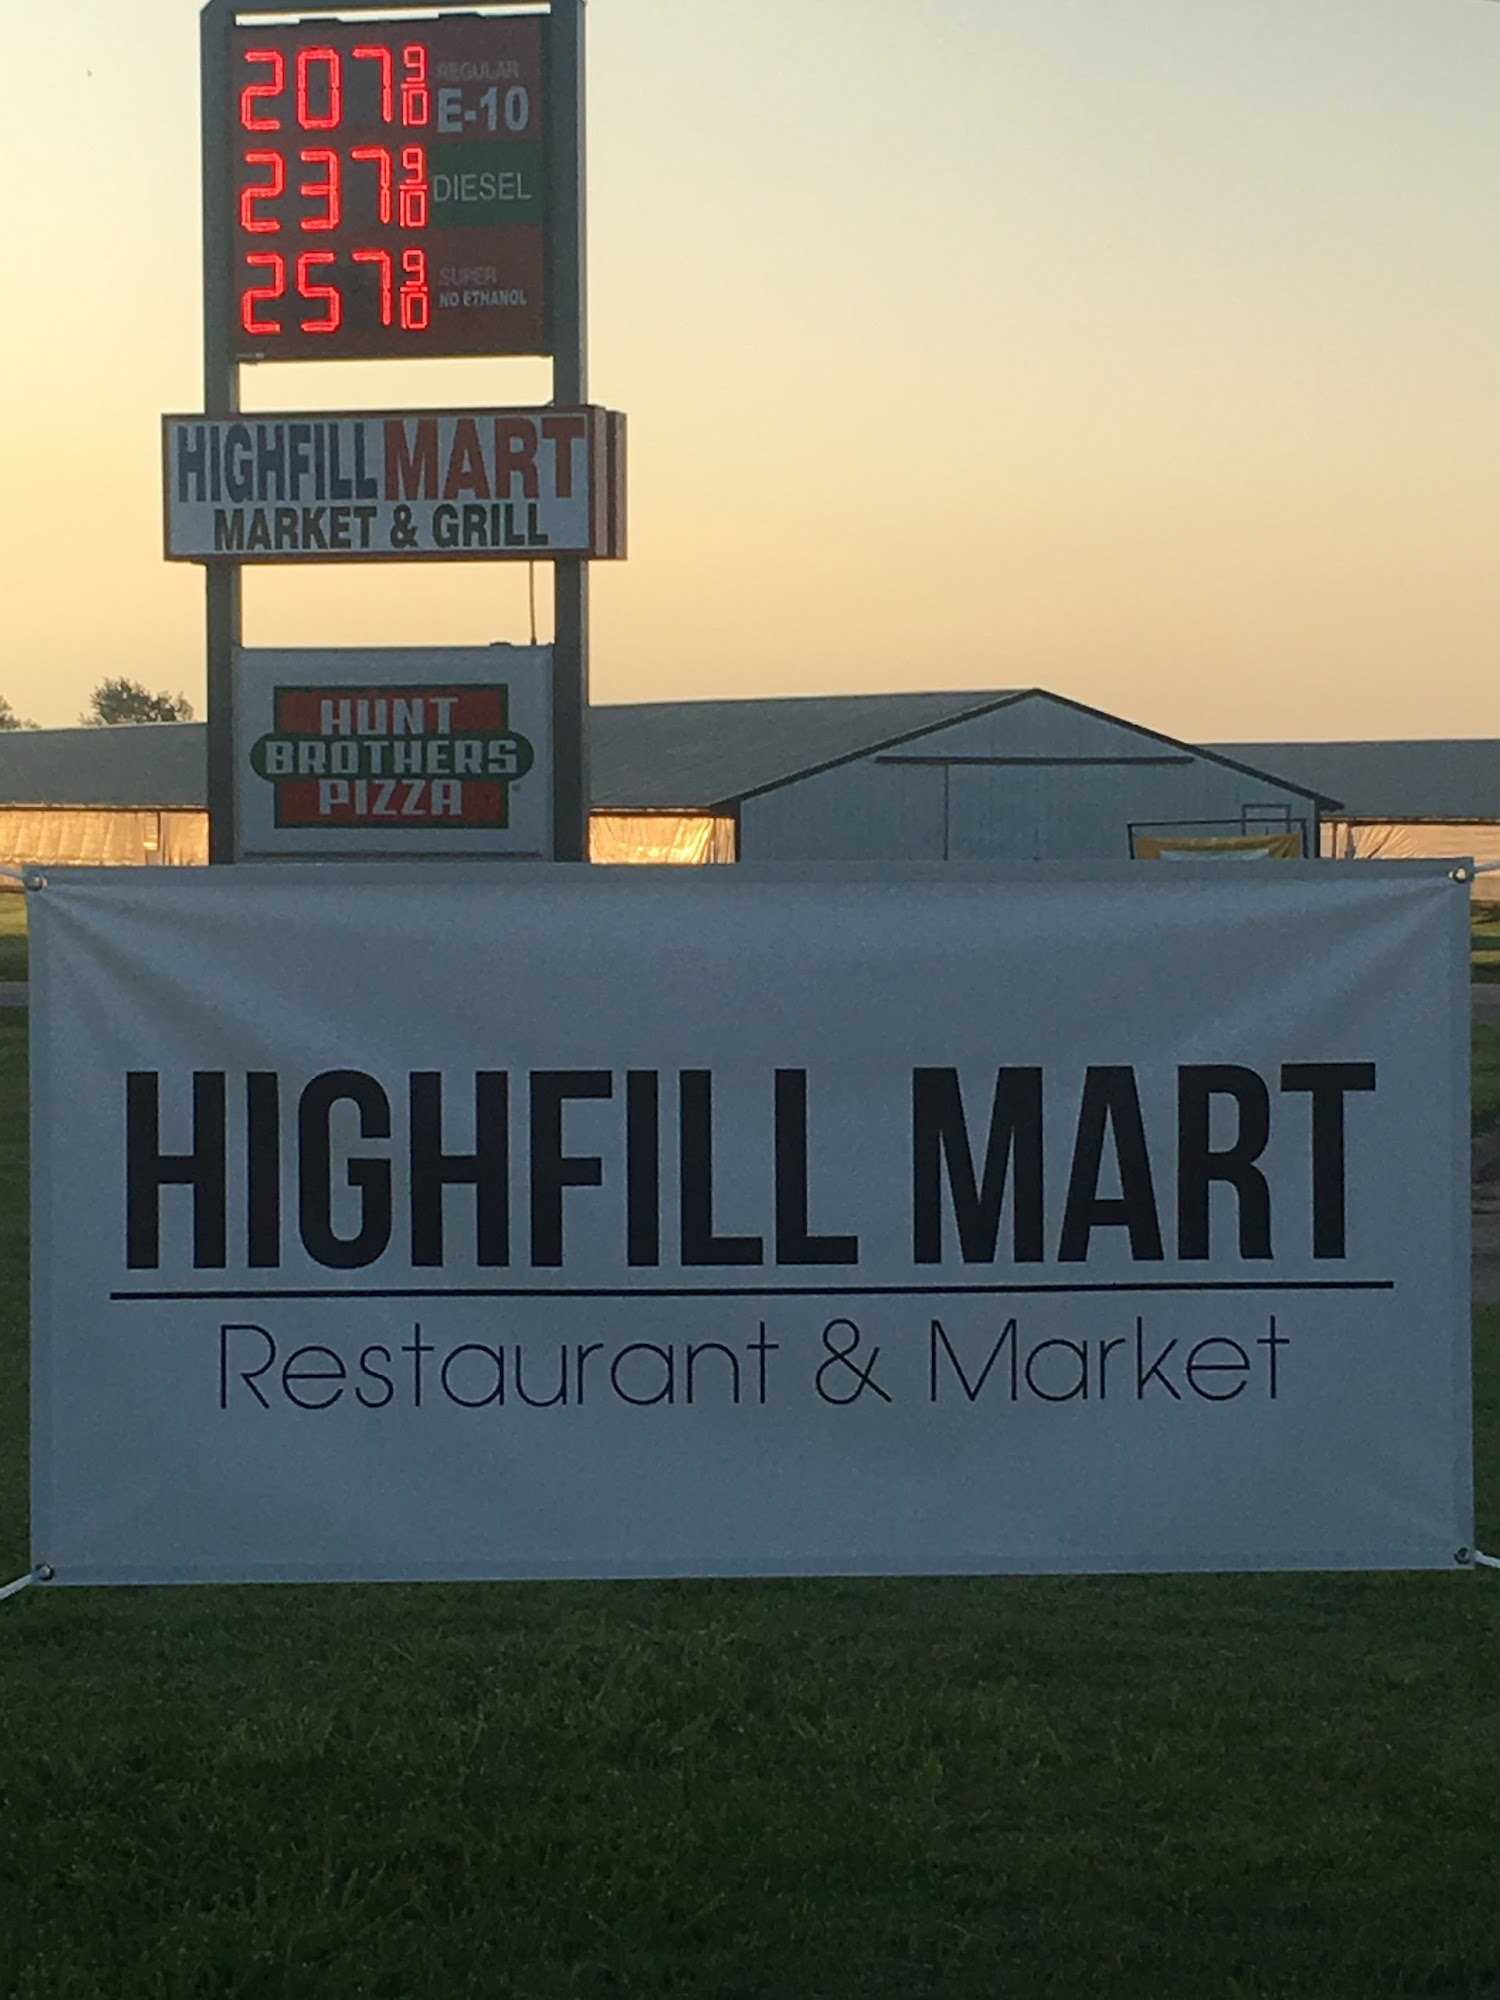 207 9/10 REGULAR
E-10
237 9/10 DIESEL
257 9/10 SUPER
NO ETHANOL
HIGHFILL MART
MARKET & GRILL
HUNT
BROTHERS
PIZZA
HIGHFILL MART
Restaurant & Market